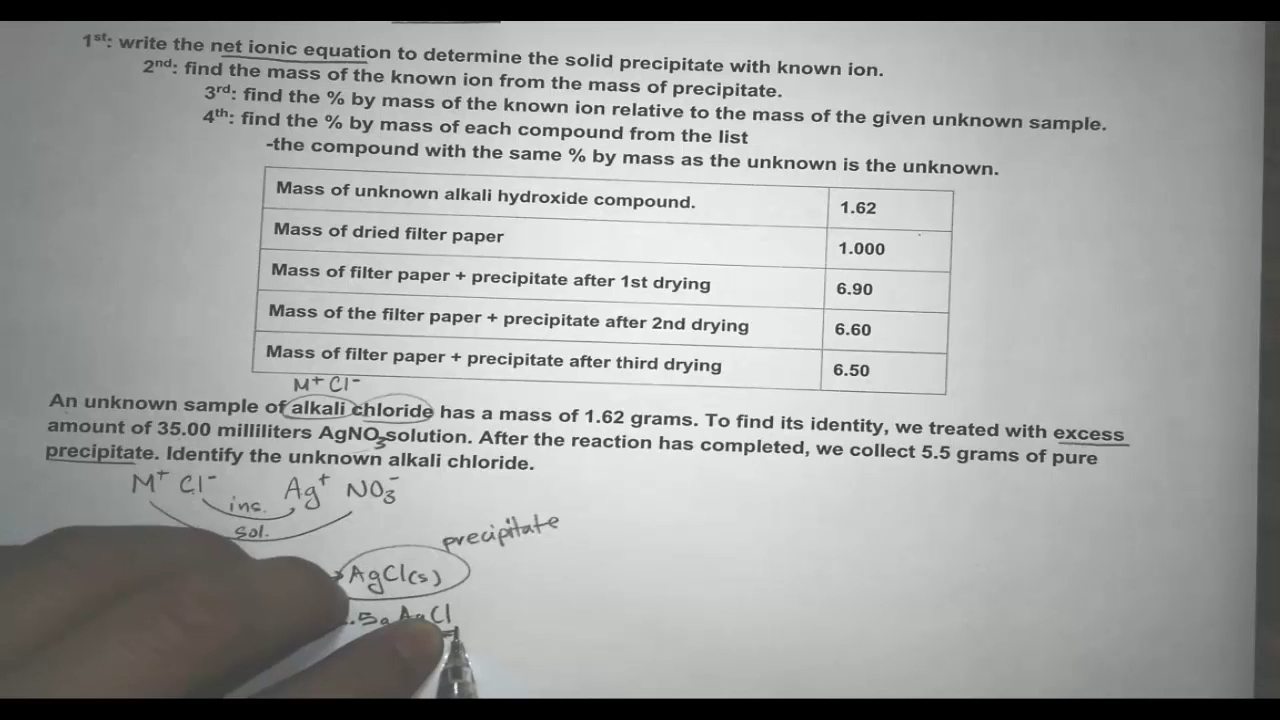 1st: write the net ionic equation to determine the solid precipitate with known ion.
2nd: find the mass of the known ion from the mass of precipitate.
3rd: find the % by mass of the known ion relative to the mass of the given unknown sample.
4th: find the % by mass of each compound from the list
-the compound with the same % by mass as the unknown is the unknown.
Mass of unknown alkali hydroxide compound. 1.62
Mass of dried filter paper 1.000
Mass of filter paper + precipitate after 1st drying 6.90
Mass of the filter paper + precipitate after 2nd drying 6.60
Mass of filter paper + precipitate after third drying 6.50
M+ Cl-
An unknown sample of alkali chloride has a mass of 1.62 grams. To find its identity, we treated with excess
amount of 35.00 milliliters AgNO3 solution. After the reaction has completed, we collect 5.5 grams of pure
precipitate. Identify the unknown alkali chloride.
M+ Cl- Ag+ NO3-
ins.
sol.
precipitate
AgCl(s)
.5g AgCl